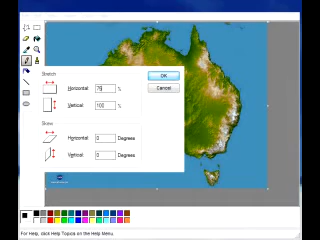 Stretch
OK
Horizontal: 75 %
Cancel
Vertical: 100 %
Skew
Horizontal: 0 Degrees
Vertical: 0 Degrees
For Help, click Help Topics on the Help Menu.